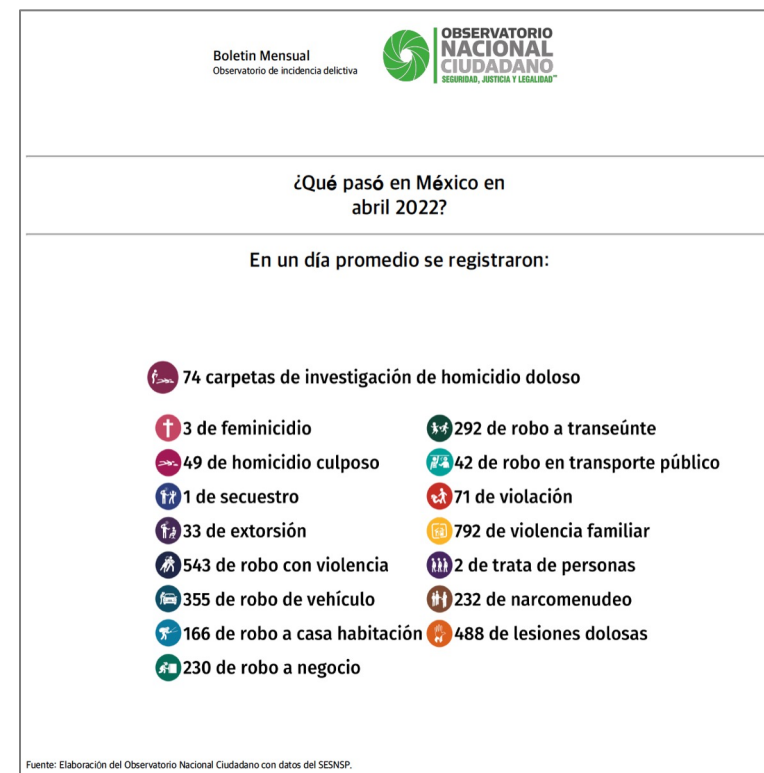 Boletin Mensual
Observatorio de incidencia delictiva
OBSERVATORIO
NACIONAL
CIUDADANO
SEGURIDAD, JUSTICIA Y LEGALIDAD™
¿Qué pasó en México en
abril 2022?
En un día promedio se registraron:
74 carpetas de investigación de homicidio doloso
3 de feminicidio
49 de homicidio culposo
1 de secuestro
33 de extorsión
543 de robo con violencia
355 de robo de vehículo
166 de robo a casa habitación
230 de robo a negocio
292 de robo a transeúnte
42 de robo en transporte público
71 de violación
792 de violencia familiar
2 de trata de personas
232 de narcomenudeo
488 de lesiones dolosas
Fuente: Elaboración del Observatorio Nacional Ciudadano con datos del SESNSP.